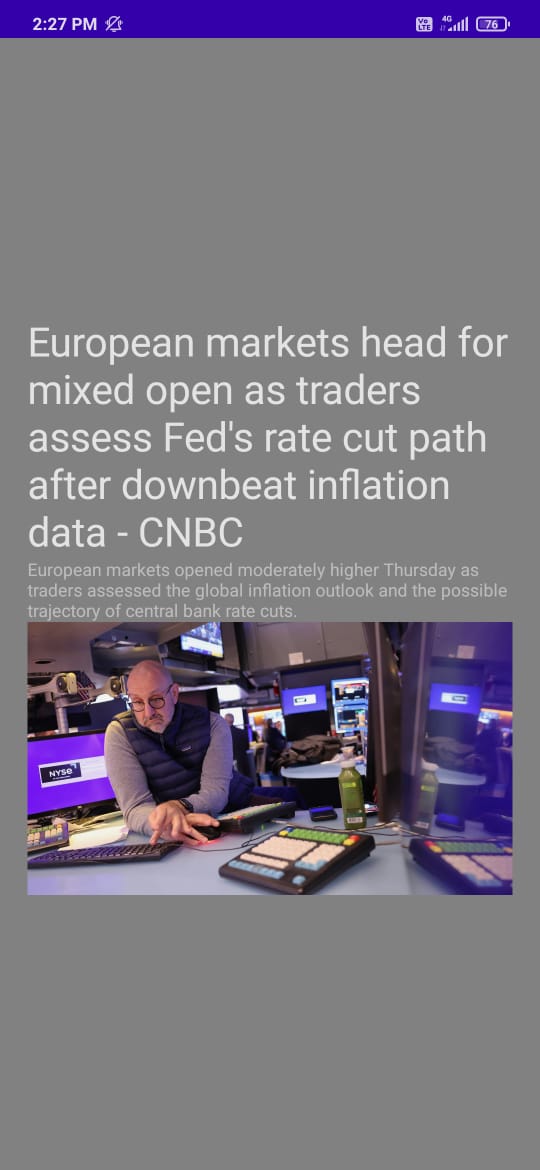 2:27 PM
Vo LTE
4G
76
European markets head for
mixed open as traders
assess Fed's rate cut path
after downbeat inflation
data - CNBC
European markets opened moderately higher Thursday as
traders assessed the global inflation outlook and the possible
trajectory of central bank rate cuts.
NYSE